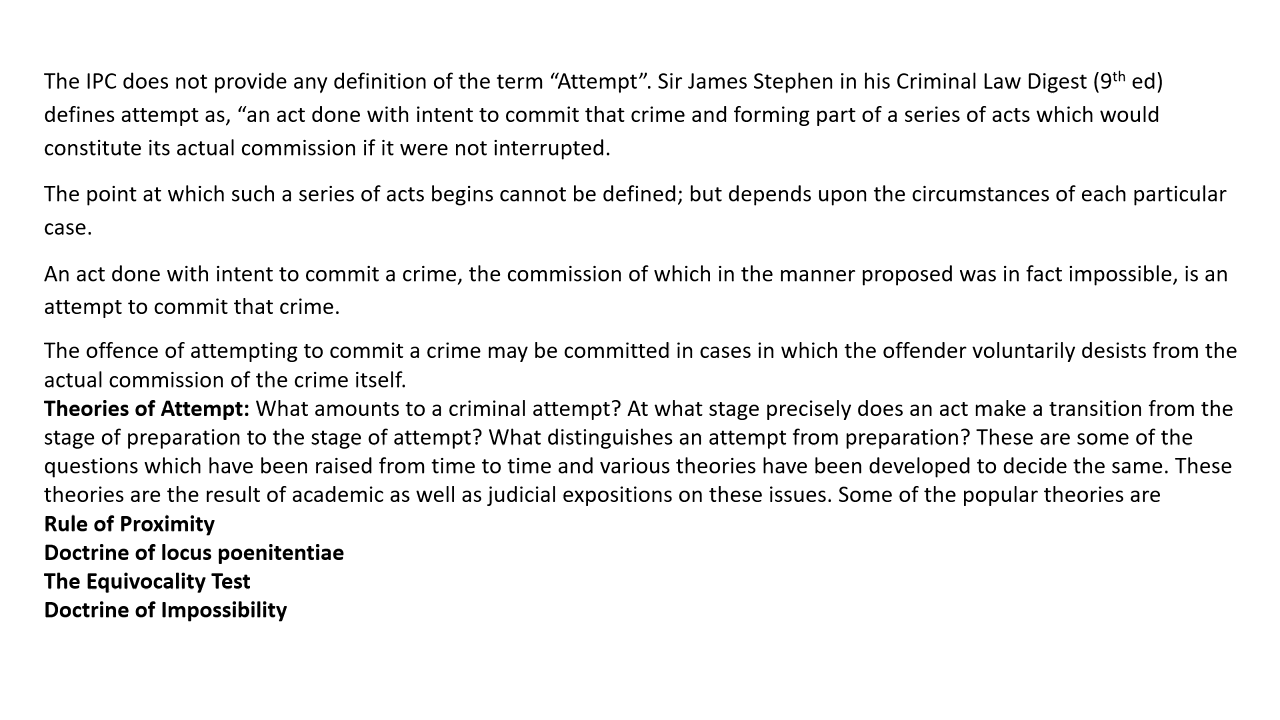 The IPC does not provide any definition of the term “Attempt”. Sir James Stephen in his Criminal Law Digest (9th ed)
defines attempt as, “an act done with intent to commit that crime and forming part of a series of acts which would
constitute its actual commission if it were not interrupted.
The point at which such a series of acts begins cannot be defined; but depends upon the circumstances of each particular
case.
An act done with intent to commit a crime, the commission of which in the manner proposed was in fact impossible, is an
attempt to commit that crime.
The offence of attempting to commit a crime may be committed in cases in which the offender voluntarily desists from the
actual commission of the crime itself.
Theories of Attempt: What amounts to a criminal attempt? At what stage precisely does an act make a transition from the
stage of preparation to the stage of attempt? What distinguishes an attempt from preparation? These are some of the
questions which have been raised from time to time and various theories have been developed to decide the same. These
theories are the result of academic as well as judicial expositions on these issues. Some of the popular theories are
Rule of Proximity
Doctrine of locus poenitentiae
The Equivocality Test
Doctrine of Impossibility